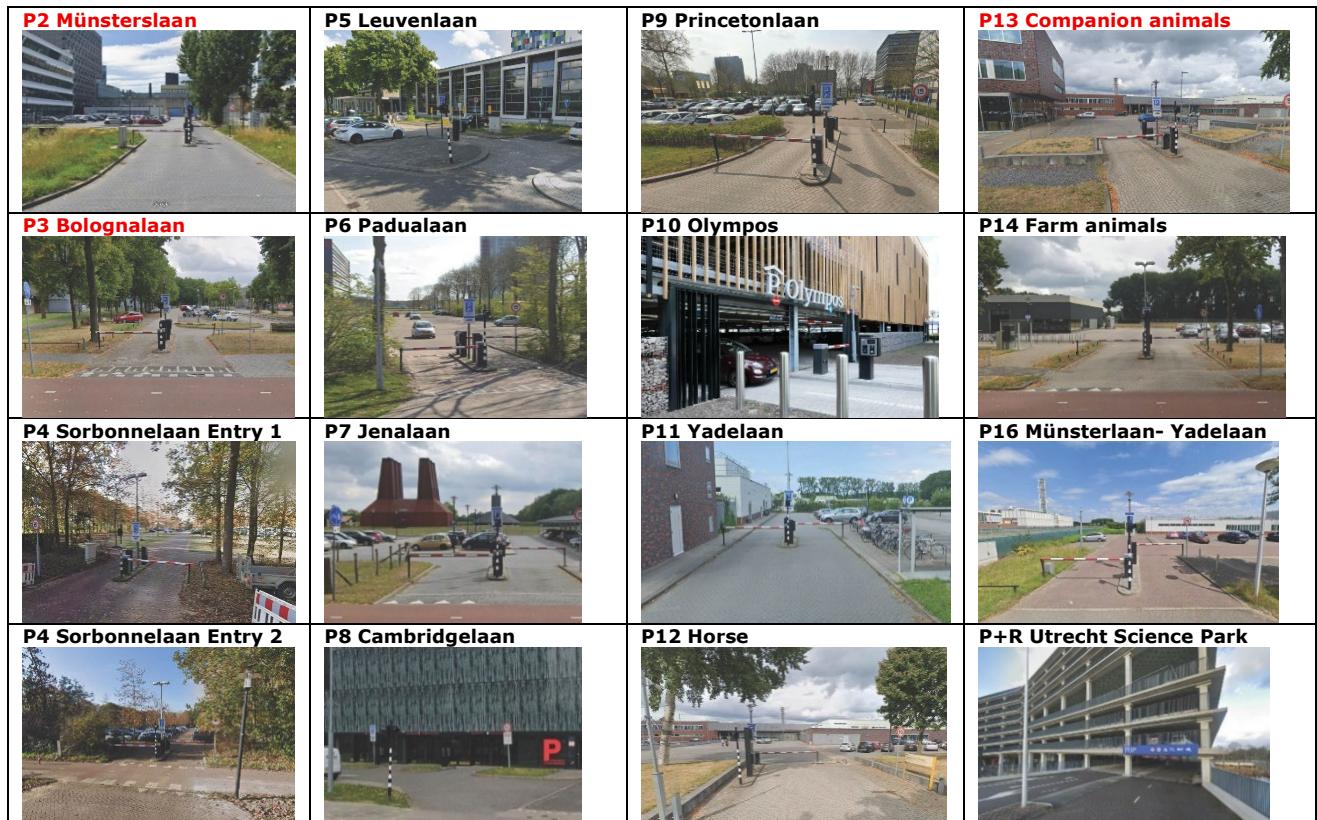 P2 Münsterslaan
P5 Leuvenlaan
P9 Princetonlaan
P13 Companion animals
P3 Bolognalaan
P6 Padualaan
P10 Olympos
P14 Farm animals
P Olympos
P4 Sorbonnelaan Entry 1
P7 Jenalaan
P11 Yadelaan
P16 Münsterlaan- Yadelaan
P4 Sorbonnelaan Entry 2
P8 Cambridgelaan
P12 Horse
P+R Utrecht Science Park
P